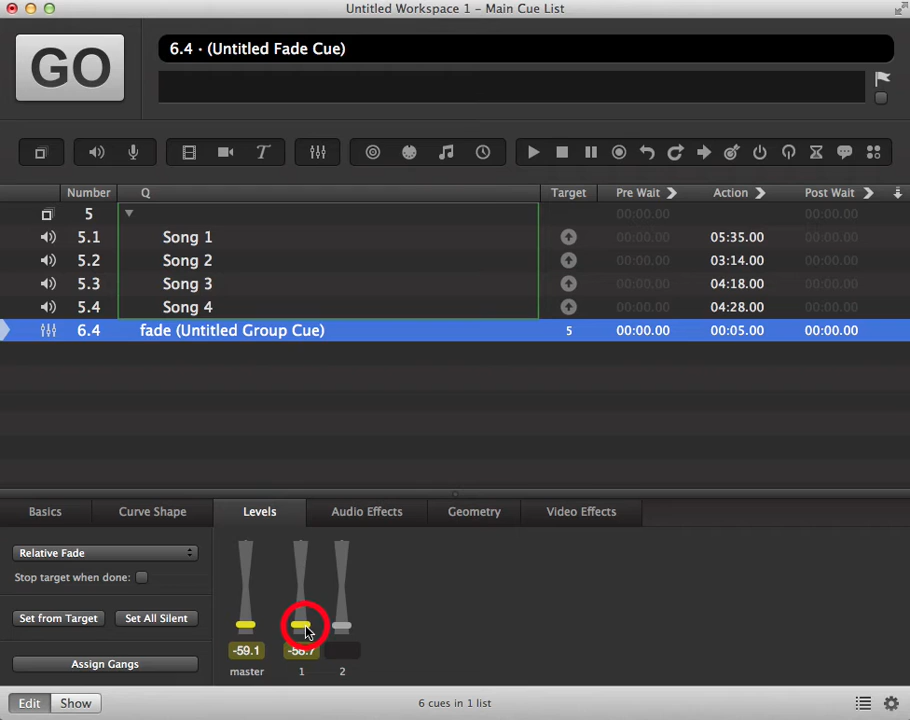 Untitled Workspace 1 – Main Cue List
GO
6.4 · (Untitled Fade Cue)
Number Q Target Pre Wait Action Post Wait
5 00:00.00 00:00.00
5.1 Song 1 00:00.00 05:35.00 00:00.00
5.2 Song 2 00:00.00 03:14.00 00:00.00
5.3 Song 3 00:00.00 04:18.00 00:00.00
5.4 Song 4 00:00.00 04:28.00 00:00.00
6.4 fade (Untitled Group Cue) 5 00:00.00 00:05.00 00:00.00
Basics Curve Shape Levels Audio Effects Geometry Video Effects
Relative Fade
Stop target when done:
Set from Target Set All Silent
Assign Gangs
-59.1
master 1 2
Edit Show 6 cues in 1 list